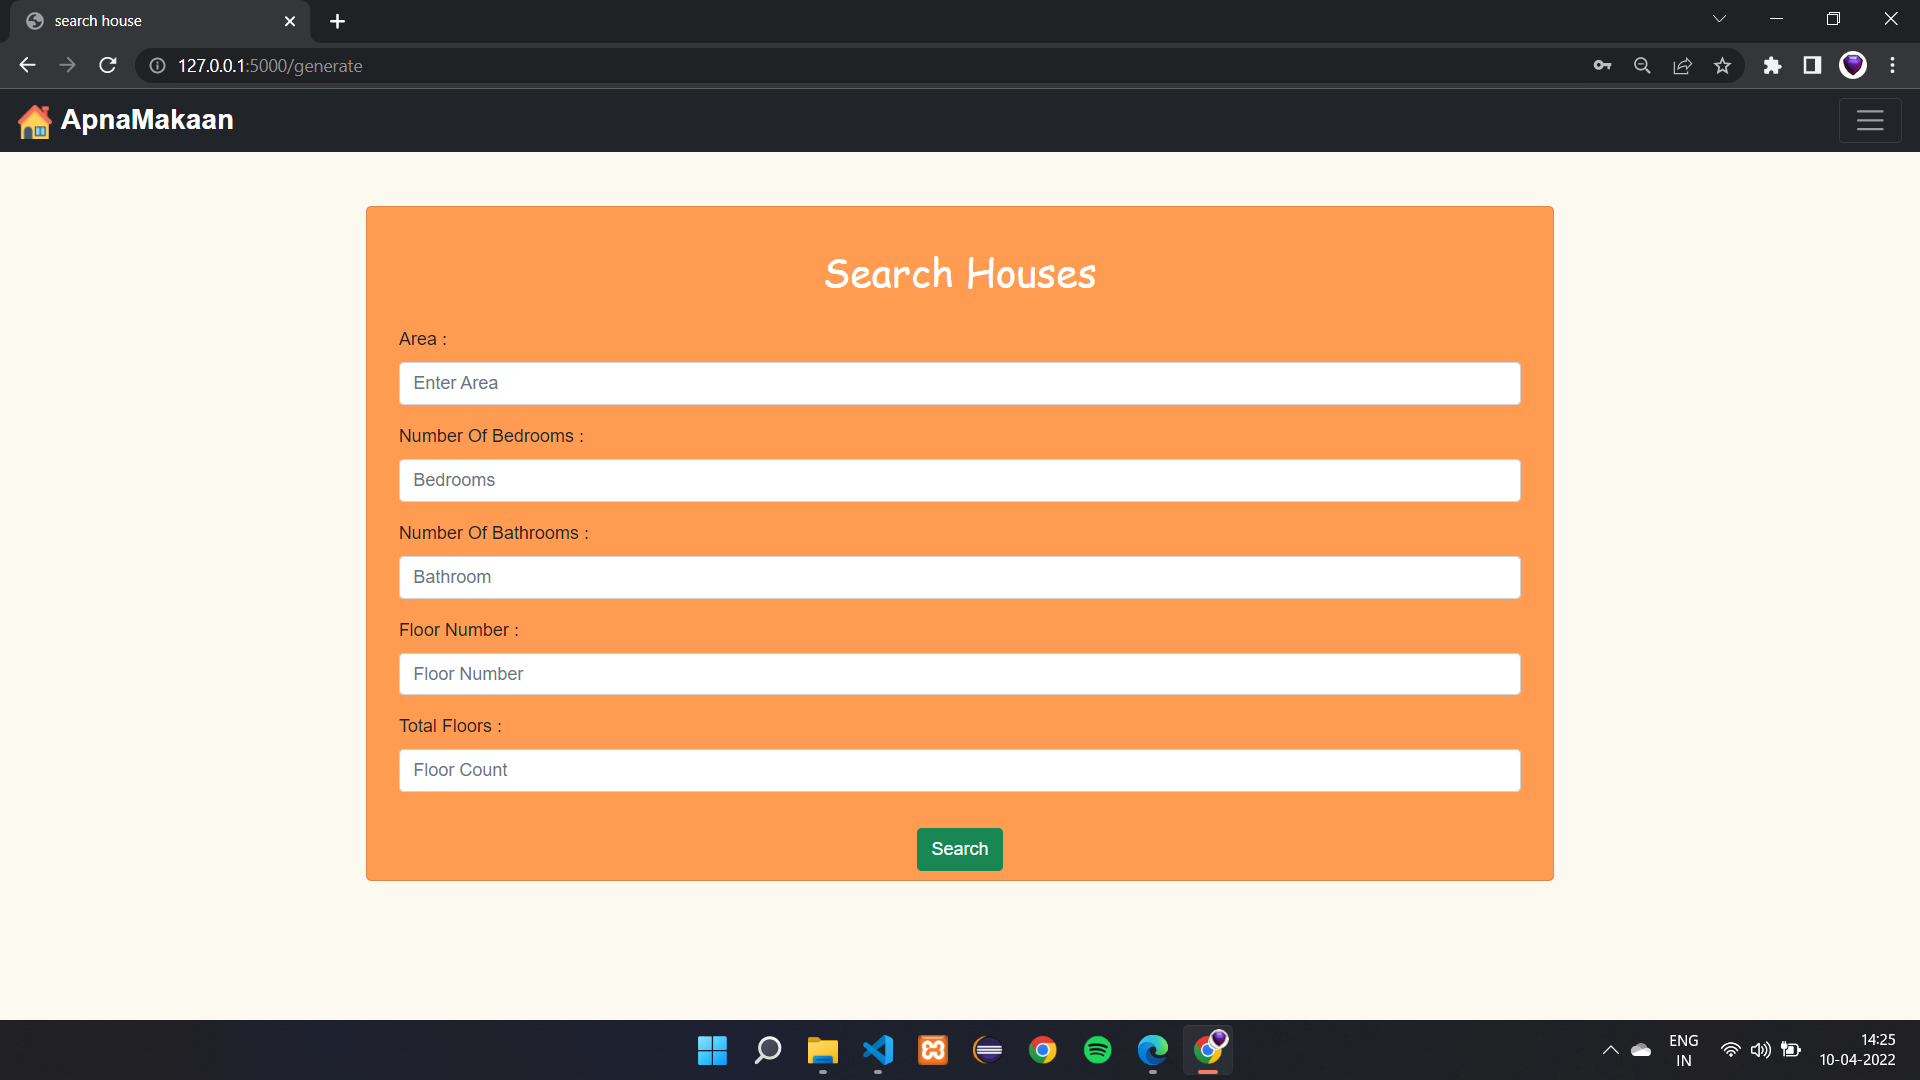 search house
127.0.0.1:5000/generate
ApnaMakaan
Search Houses
Area :
Enter Area
Number Of Bedrooms :
Bedrooms
Number Of Bathrooms :
Bathroom
Floor Number :
Floor Number
Total Floors :
Floor Count
Search
ENG
IN
14:25
10-04-2022